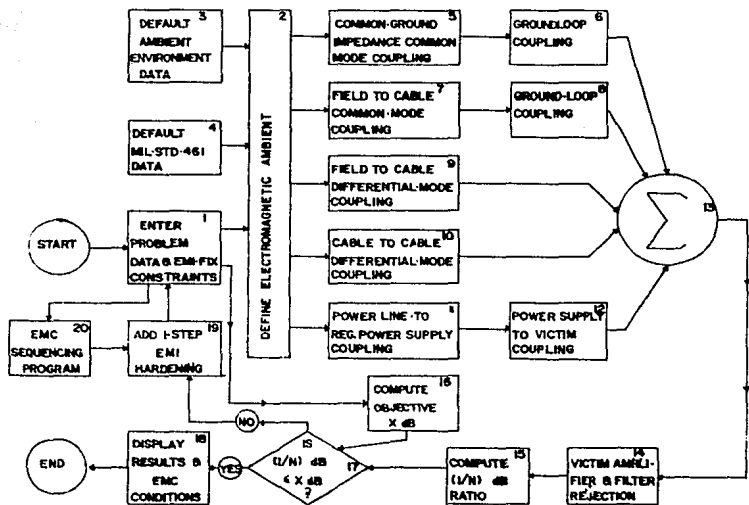 3
DEFAULT
AMBIENT
ENVIRONMENT
DATA
4
DEFAULT
MIL-STD-461
DATA
START
1
ENTER
PROBLEM
DATA & EMI-FIX
CONSTRAINTS
20
EMC
SEQUENCING
PROGRAM
19
ADD 1-STEP
EMI
HARDENING
2
DEFINE ELECTROMAGNETIC AMBIENT
5
COMMON-GROUND
IMPEDANCE COMMON
MODE COUPLING
6
GROUNDLOOP
COUPLING
7
FIELD TO CABLE
COMMON-MODE
COUPLING
8
GROUND-LOOP
COUPLING
9
FIELD TO CABLE
DIFFERENTIAL-MODE
COUPLING
10
CABLE TO CABLE
DIFFERENTIAL-MODE
COUPLING
11
POWER LINE-TO
REG. POWER SUPPLY
COUPLING
12
POWER SUPPLY
TO VICTIM
COUPLING
Σ
13
16
COMPUTE
OBJECTIVE
X dB
NO
END
18
DISPLAY
RESULTS &
EMC
CONDITIONS
YES
IS
(I/N) dB
≤ X dB
?
17
15
COMPUTE
(I/N) dB
RATIO
14
VICTIM AMPLI-
FIER & FILTER
REJECTION